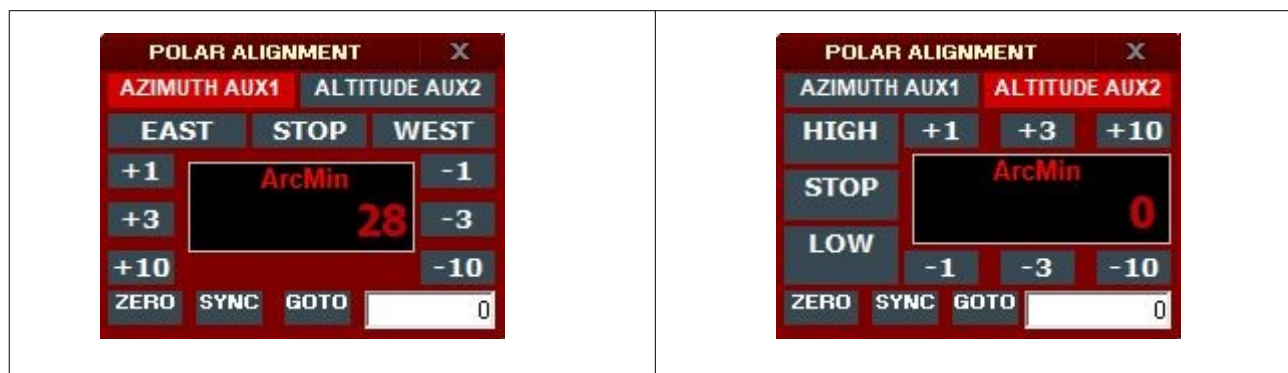 POLAR ALIGNMENT X
AZIMUTH AUX1 ALTITUDE AUX2
EAST STOP WEST
+1 ArcMin -1
+3 28 -3
+10 -10
ZERO SYNC GOTO 0
POLAR ALIGNMENT X
AZIMUTH AUX1 ALTITUDE AUX2
HIGH +1 +3 +10
ArcMin
STOP
0
LOW
-1 -3 -10
ZERO SYNC GOTO 0